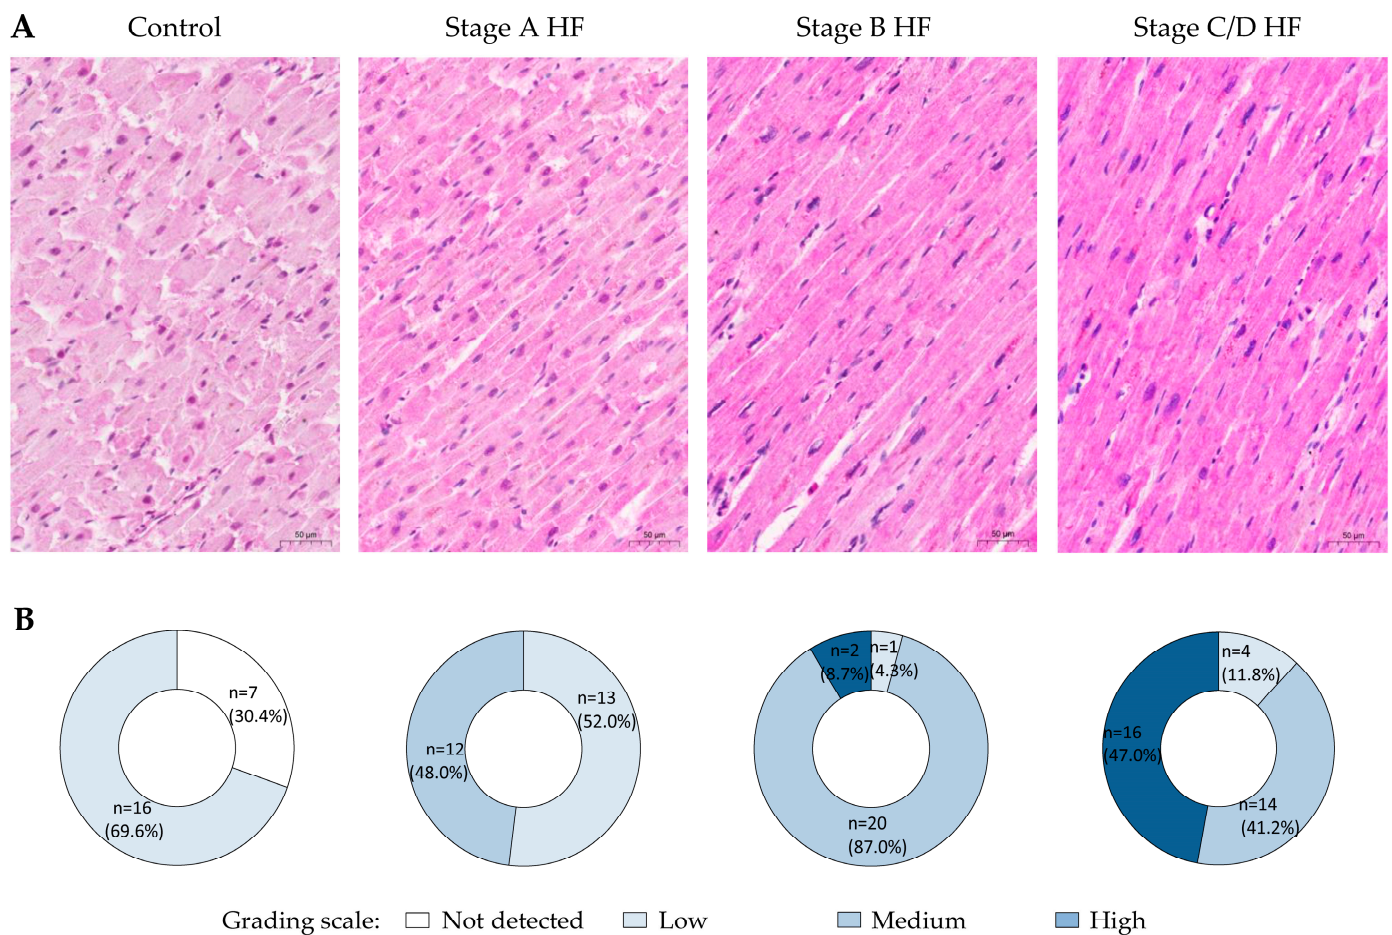 A Control Stage A HF Stage B HF Stage C/D HF
50 µm 50 µm 50 µm 50 µm
B
n=7
(30.4%)
n=16
(69.6%)
n=13
(52.0%)
n=12
(48.0%)
n=2
(8.7%)
n=1
(4.3%)
n=20
(87.0%)
n=4
(11.8%)
n=16
(47.0%)
n=14
(41.2%)
Grading scale: Not detected Low Medium High